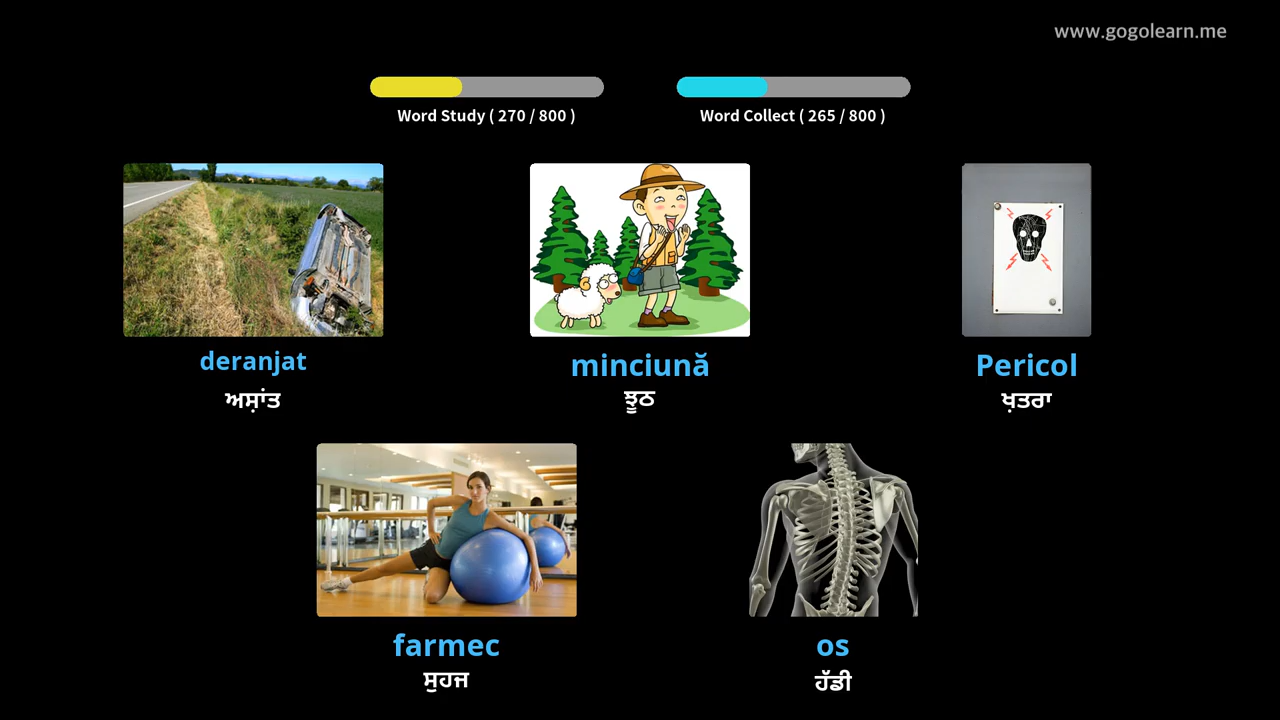 www.gogolearn.me
Word Study ( 270 / 800 )
Word Collect ( 265 / 800 )
deranjat
ਅਸ਼ਾਂਤ
minciună
ਝੂਠ
Pericol
ਖ਼ਤਰਾ
farmec
ਸੁਹਜ
os
ਹੱਡੀ